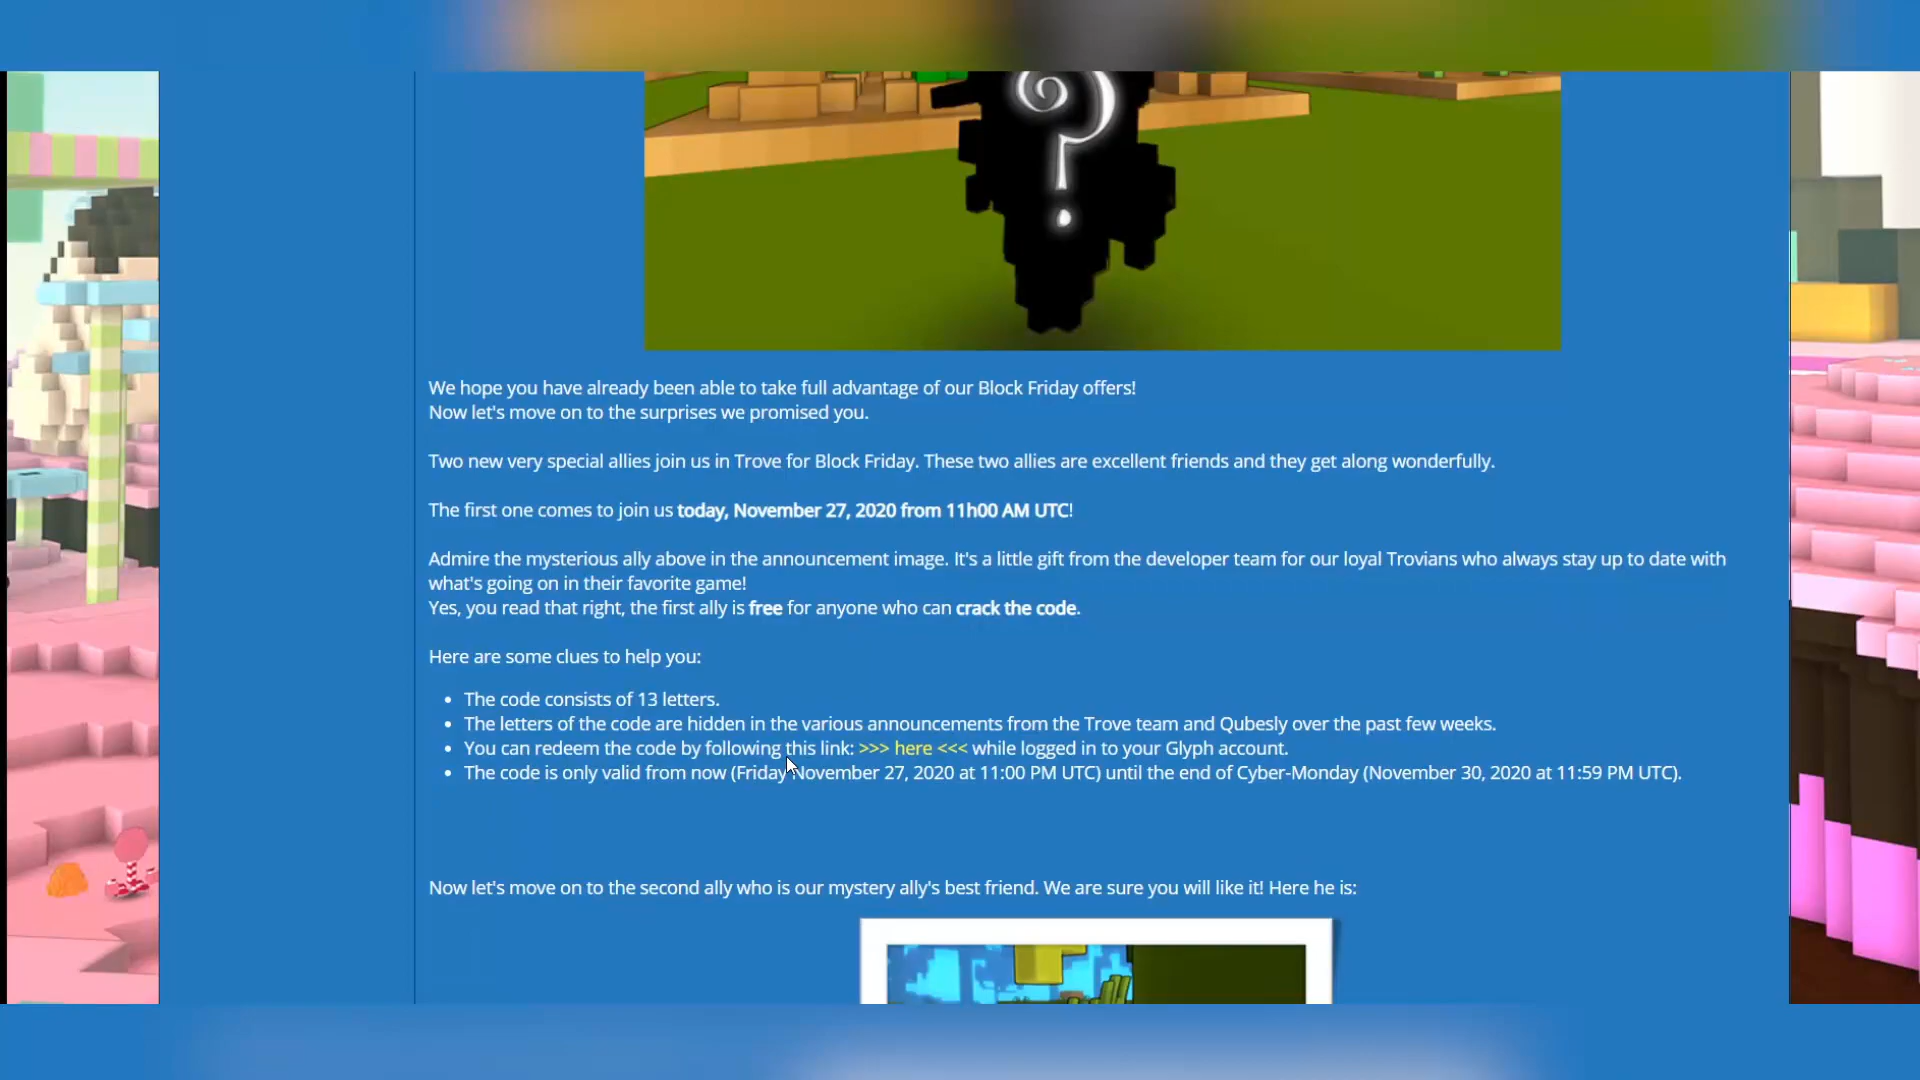 ?
We hope you have already been able to take full advantage of our Block Friday offers!
Now let's move on to the surprises we promised you.
Two new very special allies join us in Trove for Block Friday. These two allies are excellent friends and they get along wonderfully.
The first one comes to join us today, November 27, 2020 from 11h00 AM UTC!
Admire the mysterious ally above in the announcement image. It's a little gift from the developer team for our loyal Trovians who always stay up to date with
what's going on in their favorite game!
Yes, you read that right, the first ally is free for anyone who can crack the code.
Here are some clues to help you:
• The code consists of 13 letters.
• The letters of the code are hidden in the various announcements from the Trove team and Qubesly over the past few weeks.
• You can redeem the code by following this link: >>> here <<< while logged in to your Glyph account.
• The code is only valid from now (Friday November 27, 2020 at 11:00 PM UTC) until the end of Cyber-Monday (November 30, 2020 at 11:59 PM UTC).
Now let's move on to the second ally who is our mystery ally's best friend. We are sure you will like it! Here he is: